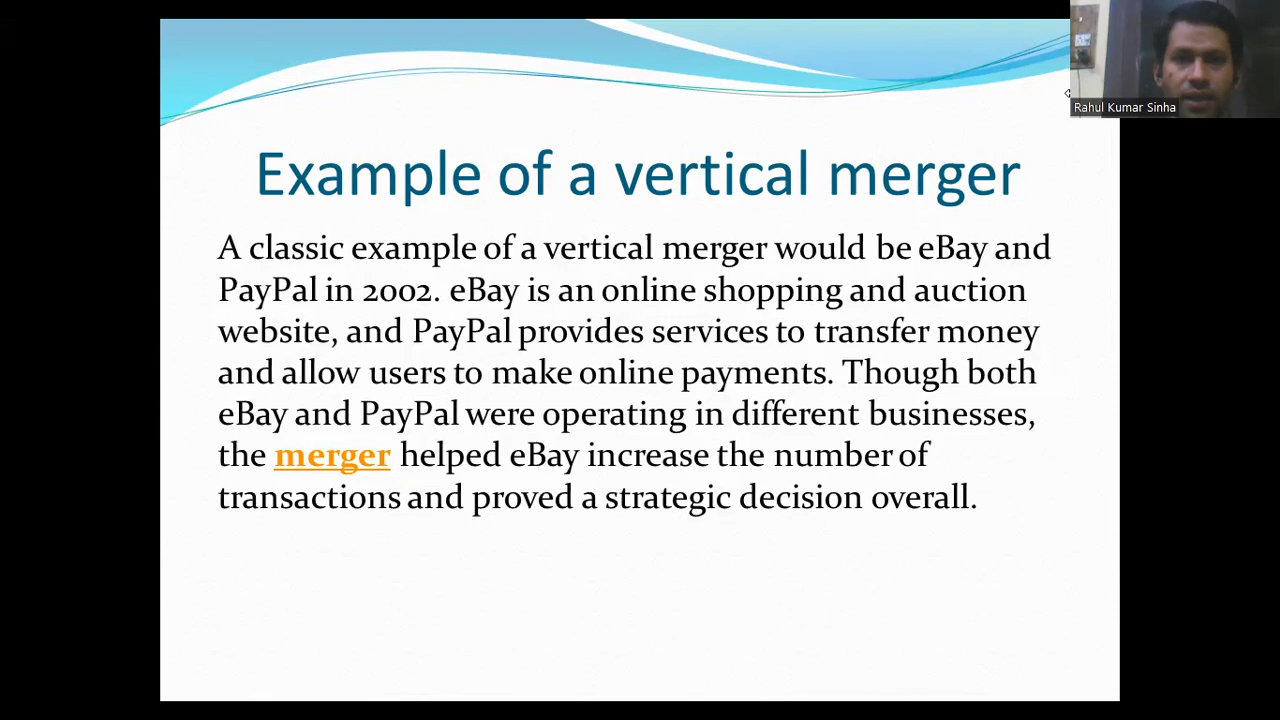 Rahul Kumar Sinha
Example of a vertical merger
A classic example of a vertical merger would be eBay and
PayPal in 2002. eBay is an online shopping and auction
website, and PayPal provides services to transfer money
and allow users to make online payments. Though both
eBay and PayPal were operating in different businesses,
the merger helped eBay increase the number of
transactions and proved a strategic decision overall.